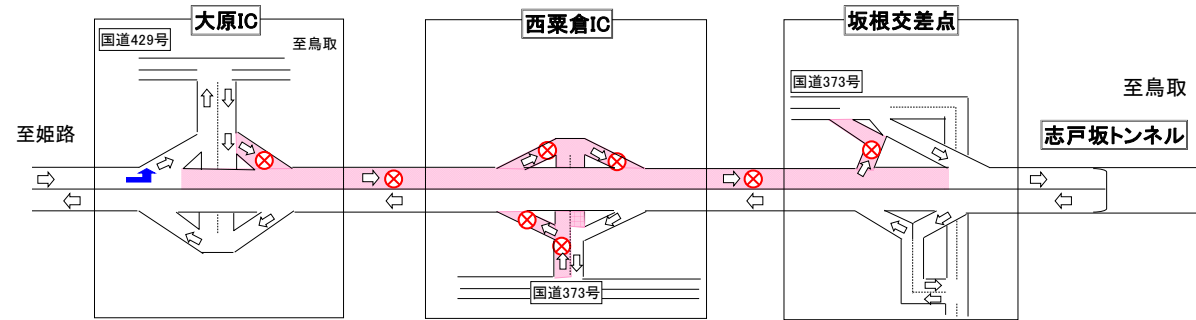 大原IC
国道429号
至鳥取
至姫路
西粟倉IC
国道373号
坂根交差点
国道373号
至鳥取
志戸坂トンネル